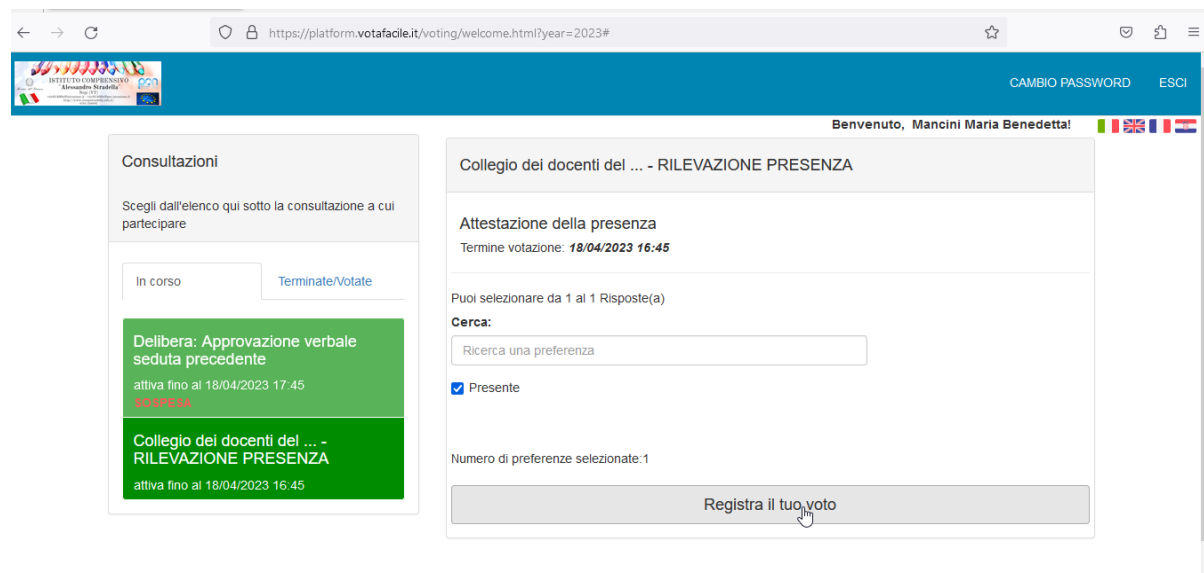 https://platform.votafacile.it/voting/welcome.html?year=2023#
ISTITUTO COMPRENSIVO
"Alessandro Stradella"
CAMBIO PASSWORD ESCI
Benvenuto, Mancini Maria Benedetta!
Consultazioni
Scegli dall'elenco qui sotto la consultazione a cui
partecipare
In corso Terminate/Votate
Delibera: Approvazione verbale
seduta precedente
attiva fino al 18/04/2023 17:45
SOSPESA
Collegio dei docenti del ... -
RILEVAZIONE PRESENZA
attiva fino al 18/04/2023 16:45
Collegio dei docenti del ... - RILEVAZIONE PRESENZA
Attestazione della presenza
Termine votazione: 18/04/2023 16:45
Puoi selezionare da 1 al 1 Risposte(a)
Cerca:
Ricerca una preferenza
Presente
Numero di preferenze selezionate:1
Registra il tuo voto